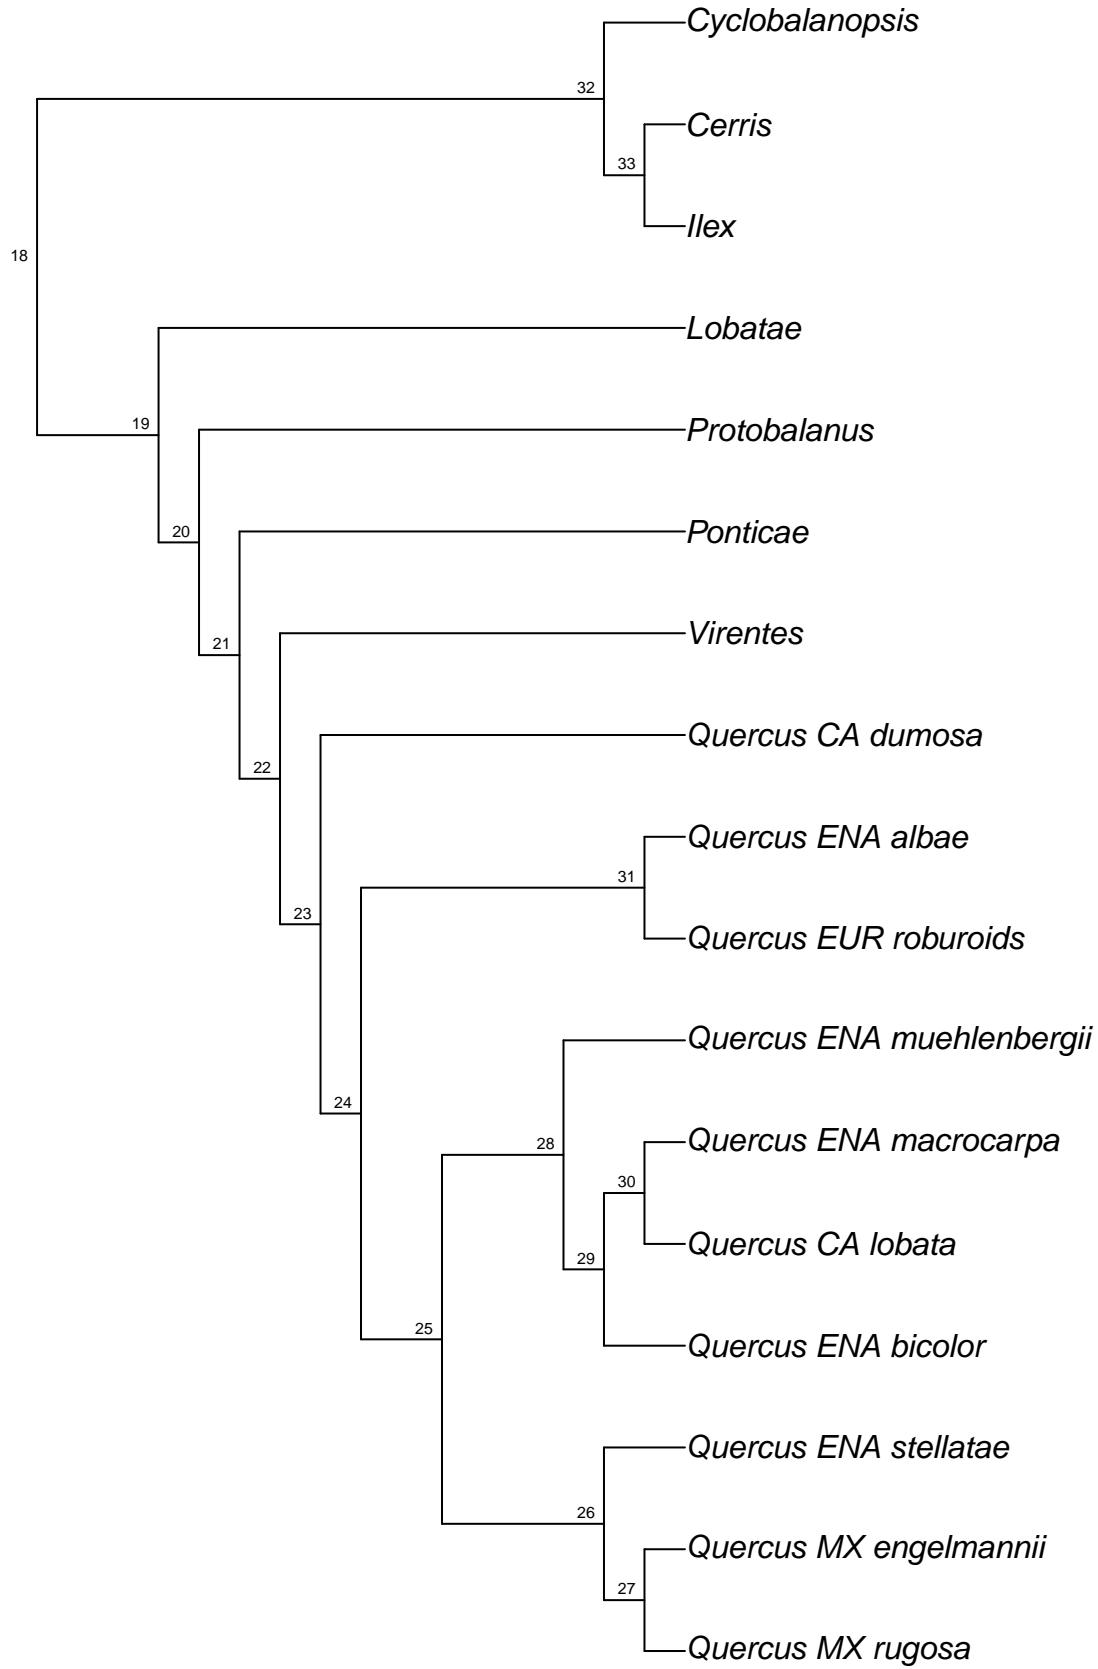 Cyclobalanopsis
32
Cerris
33
Ilex
18
Lobatae
19
Protobalanus
20
Ponticae
21
Virentes
22
Quercus CA dumosa
Quercus ENA albae
31
23
Quercus EUR roburoids
Quercus ENA muehlenbergii
24
28
Quercus ENA macrocarpa
30
Quercus CA lobata
29
25
Quercus ENA bicolor
Quercus ENA stellatae
26
Quercus MX engelmannii
27
Quercus MX rugosa